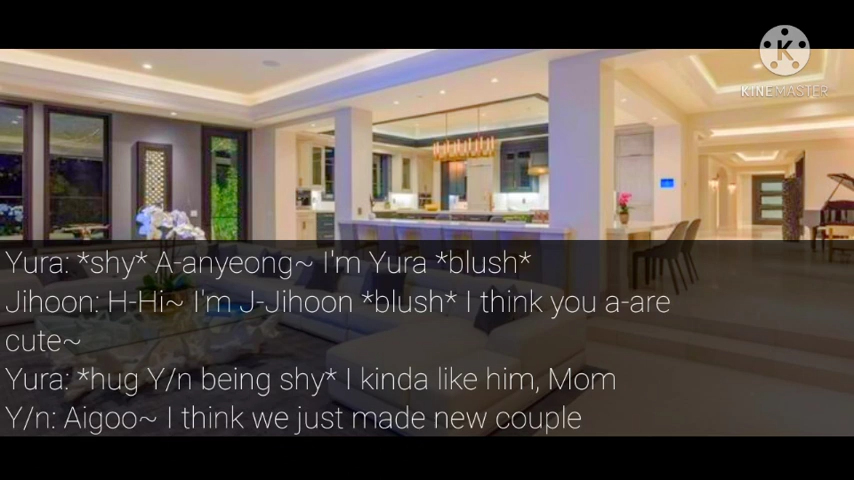 KINEMASTER
Yura: *shy* A-anyeong~ I'm Yura *blush*
Jihoon: H-Hi~ I'm J-Jihoon *blush* I think you a-are
cute~
Yura: *hug Y/n being shy* I kinda like him, Mom
Y/n: Aigoo~ I think we just made new couple